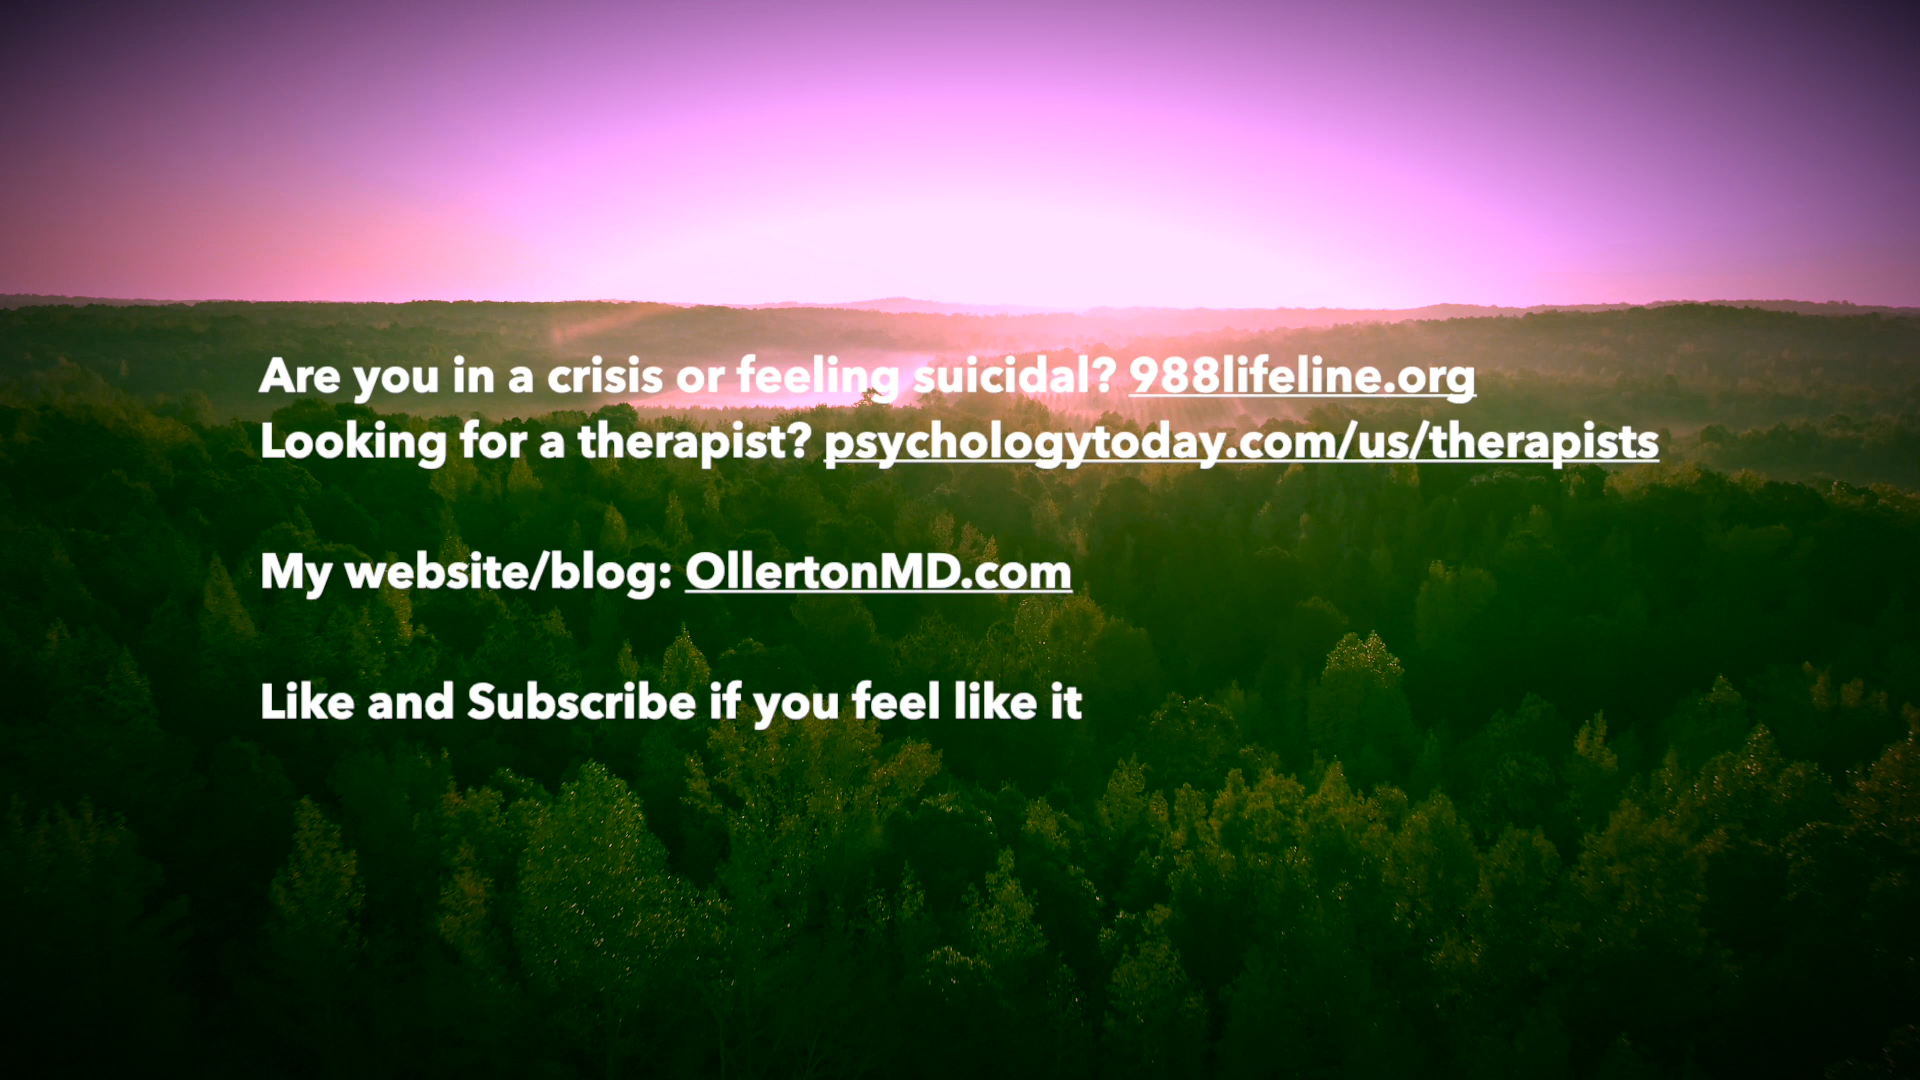 Are you in a crisis or feeling suicidal? 988lifeline.org
Looking for a therapist? psychologytoday.com/us/therapists
My website/blog: OllertonMD.com
Like and Subscribe if you feel like it